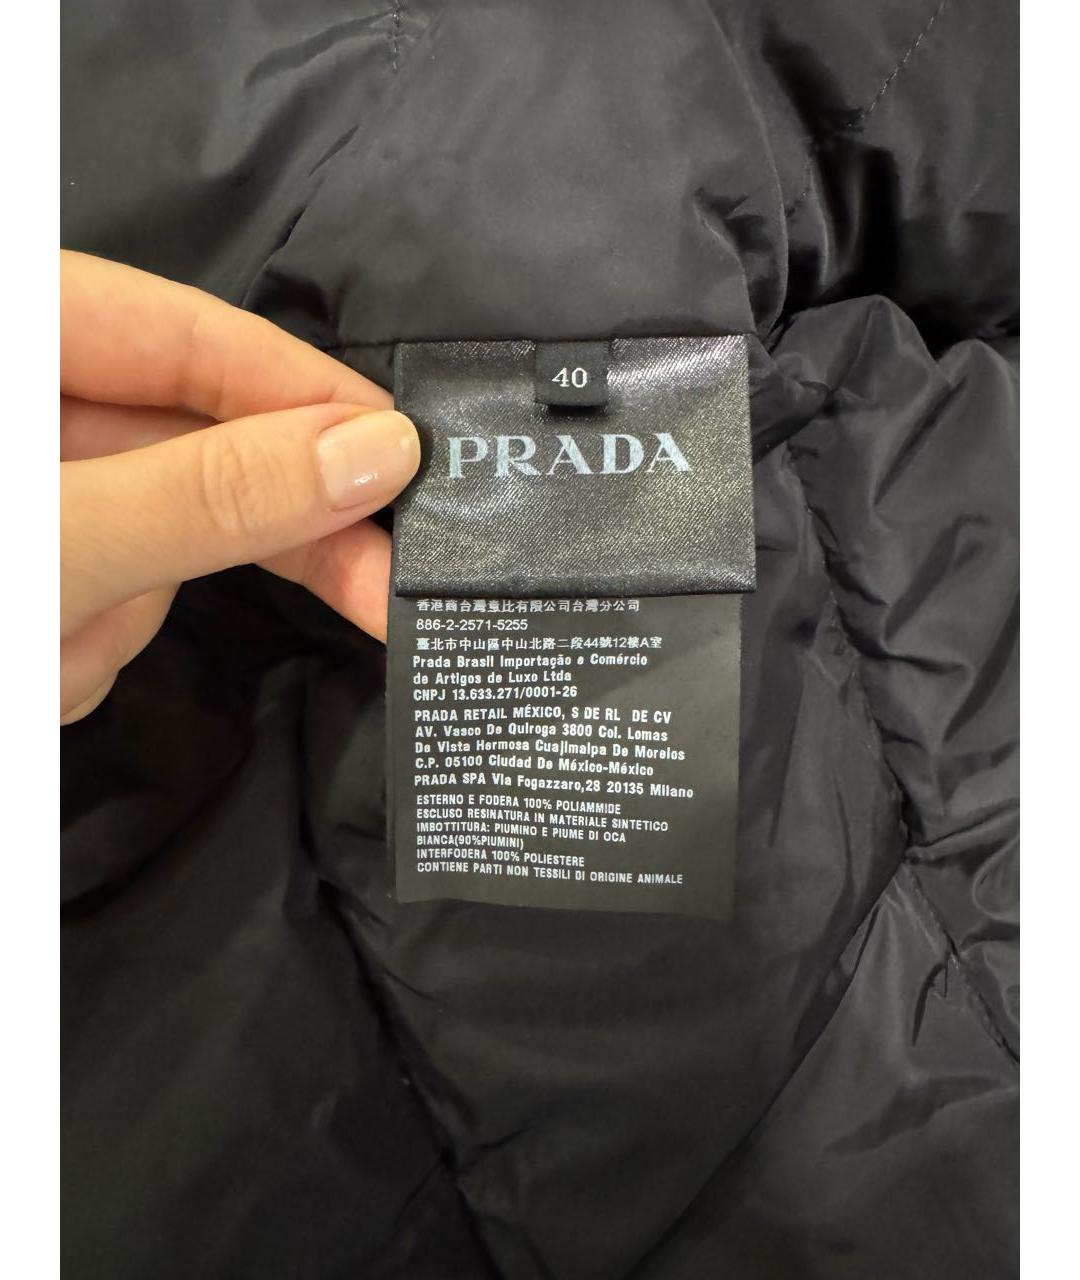 40
PRADA
香港商台灣普比有限公司台灣分公司
886-2-2571-5255
臺北市中山區中山北路二段44號12樓A室
Prada Brasil Importação e Comércio
de Artigos de Luxo Ltda
CNPJ 13.633.271/0001-26
PRADA RETAIL MÉXICO, S DE RL DE CV
AV. Vasco De Quiroga 3800 Col. Lomas
De Vista Hermosa Cuajimalpa De Morelos
C.P. 05100 Ciudad De México-México
PRADA SPA Via Fogazzaro,28 20135 Milano
ESTERNO E FODERA 100% POLIAMMIDE
ESCLUSO RESINATURA IN MATERIALE SINTETICO
IMBOTTITURA: PIUMINO E PIUME DI OCA
BIANCA(90%PIUMINI)
INTERFODERA 100% POLIESTERE
CONTIENE PARTI NON TESSILI DI ORIGINE ANIMALE